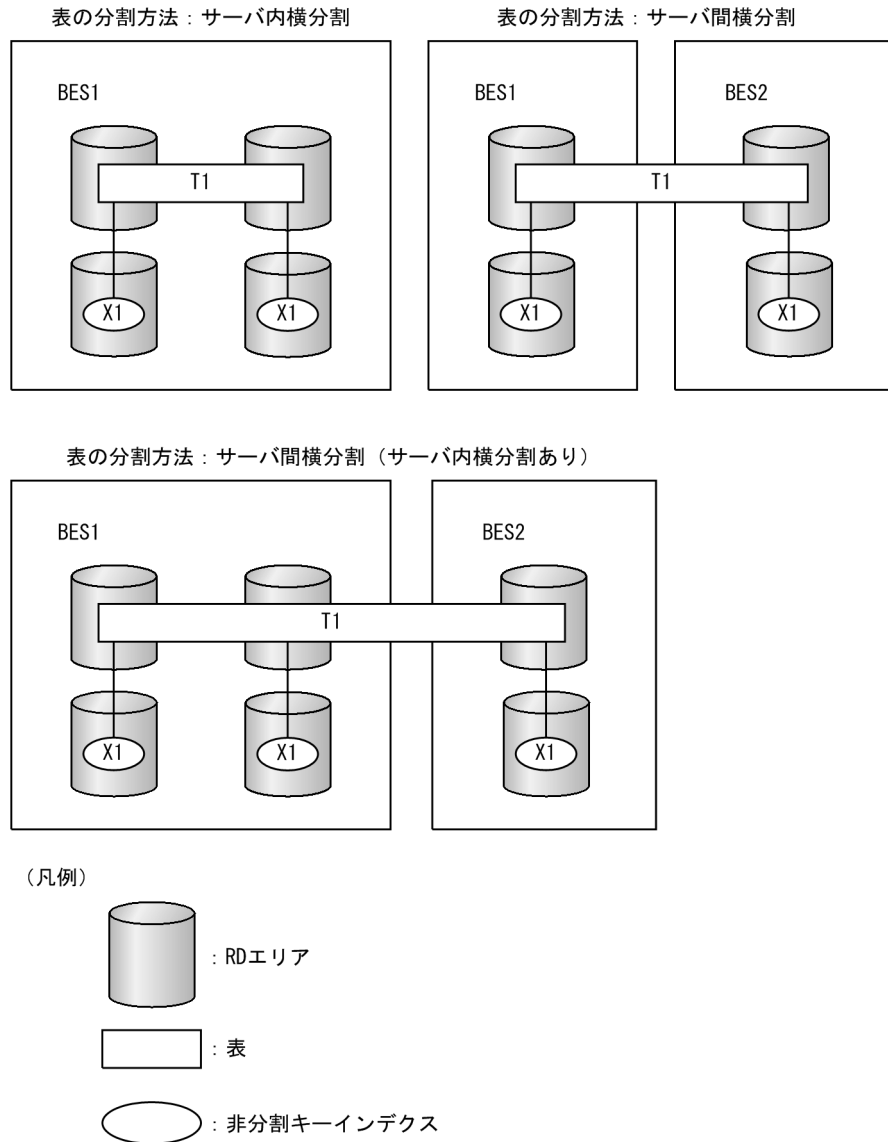 表の分割方法：サーバ内横分割
BES1
T1
X1
X1
表の分割方法：サーバ間横分割
BES1
BES2
T1
X1
X1
表の分割方法：サーバ間横分割（サーバ内横分割あり）
BES1
BES2
T1
X1
X1
X1
（凡例）
：RDエリア
：表
：非分割キーインデクス